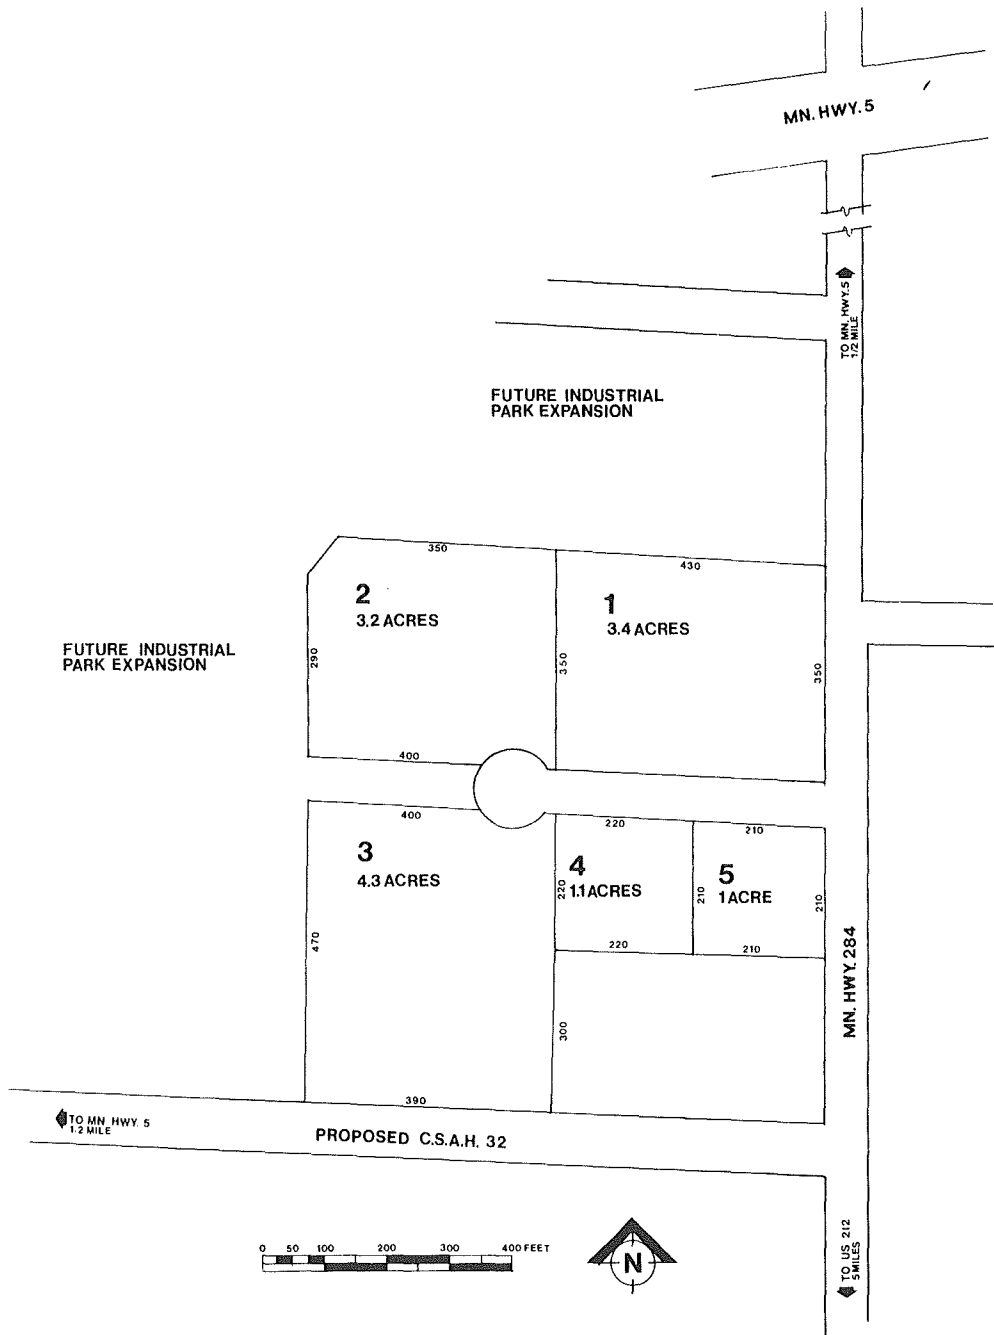 MN. HWY. 5
TO MN. HWY. 5
1/2 MILE
FUTURE INDUSTRIAL
PARK EXPANSION
350
430
2
3.2 ACRES
1
3.4 ACRES
FUTURE INDUSTRIAL
PARK EXPANSION
290
350
350
400
400
220
210
3
4.3 ACRES
4
1.1 ACRES
5
1 ACRE
220
210
210
470
220
210
MN. HWY. 284
300
390
TO MN. HWY. 5
1.2 MILE
PROPOSED C.S.A.H. 32
0 50 100 200 300 400 FEET
N
TO US 212
5 MILES